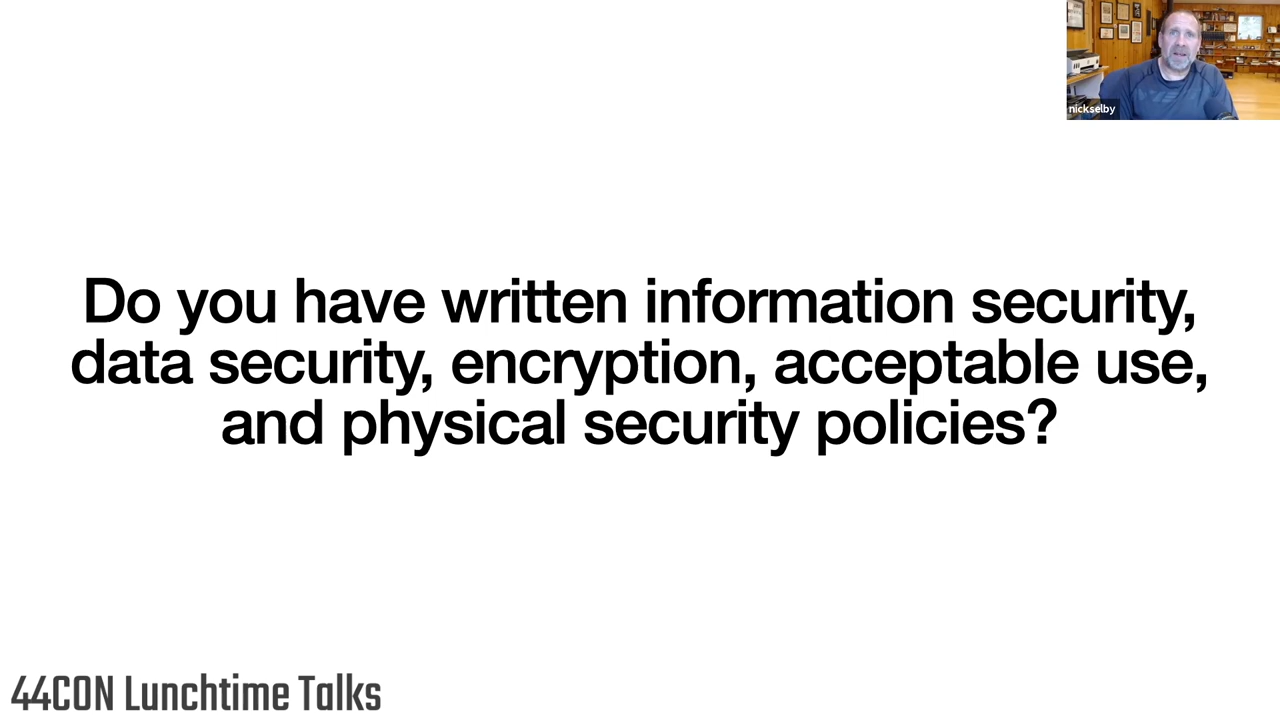 nickselby
Do you have written information security,
data security, encryption, acceptable use,
and physical security policies?
44CON Lunchtime Talks